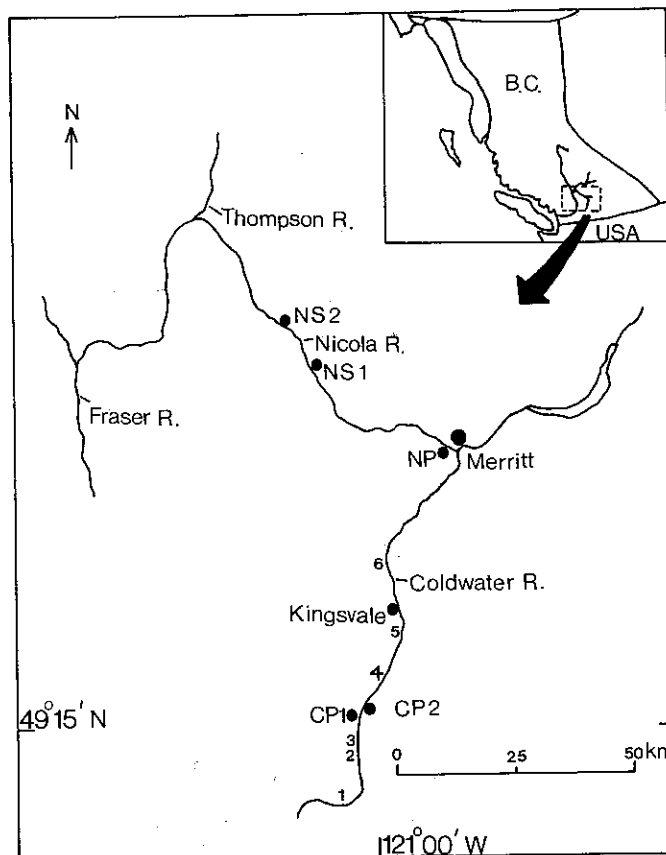 B.C.
USA
N
Thompson R.
NS2
Nicola R.
NS1
Fraser R.
NP
Merritt
6
Coldwater R.
Kingsvale
5
4
CP1
CP2
49°15' N
3
2
0
25
50km
1
121°00' W